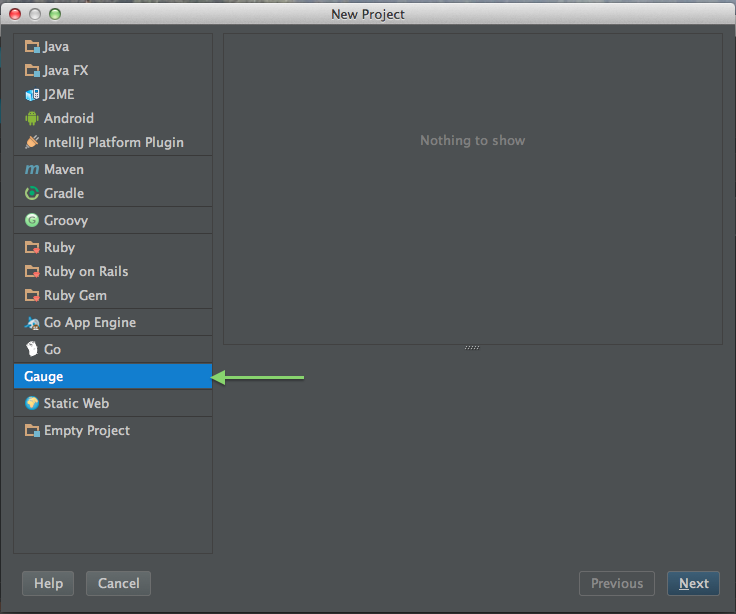 New Project
Java
Java FX
J2ME
Android
IntelliJ Platform Plugin
Maven
Gradle
Groovy
Ruby
Ruby on Rails
Ruby Gem
Go App Engine
Go
Gauge
Static Web
Empty Project
Nothing to show
Help
Cancel
Previous
Next